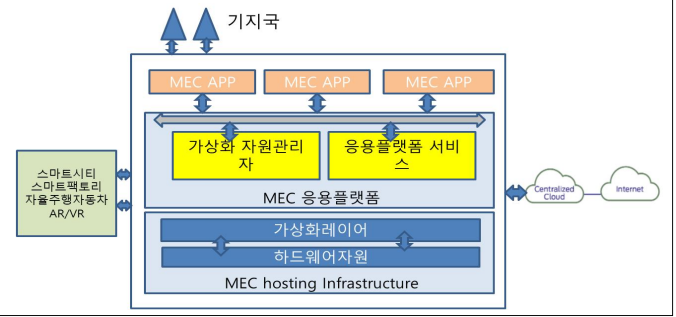 기지국
MEC APP
MEC APP
MEC APP
가상화 자원관리
자
응용플랫폼 서비
스
MEC 응용플랫폼
스마트시티
스마트팩토리
자율주행자동차
AR/VR
가상화레이어
하드웨어자원
MEC hosting Infrastructure
Centralized
Cloud
Internet